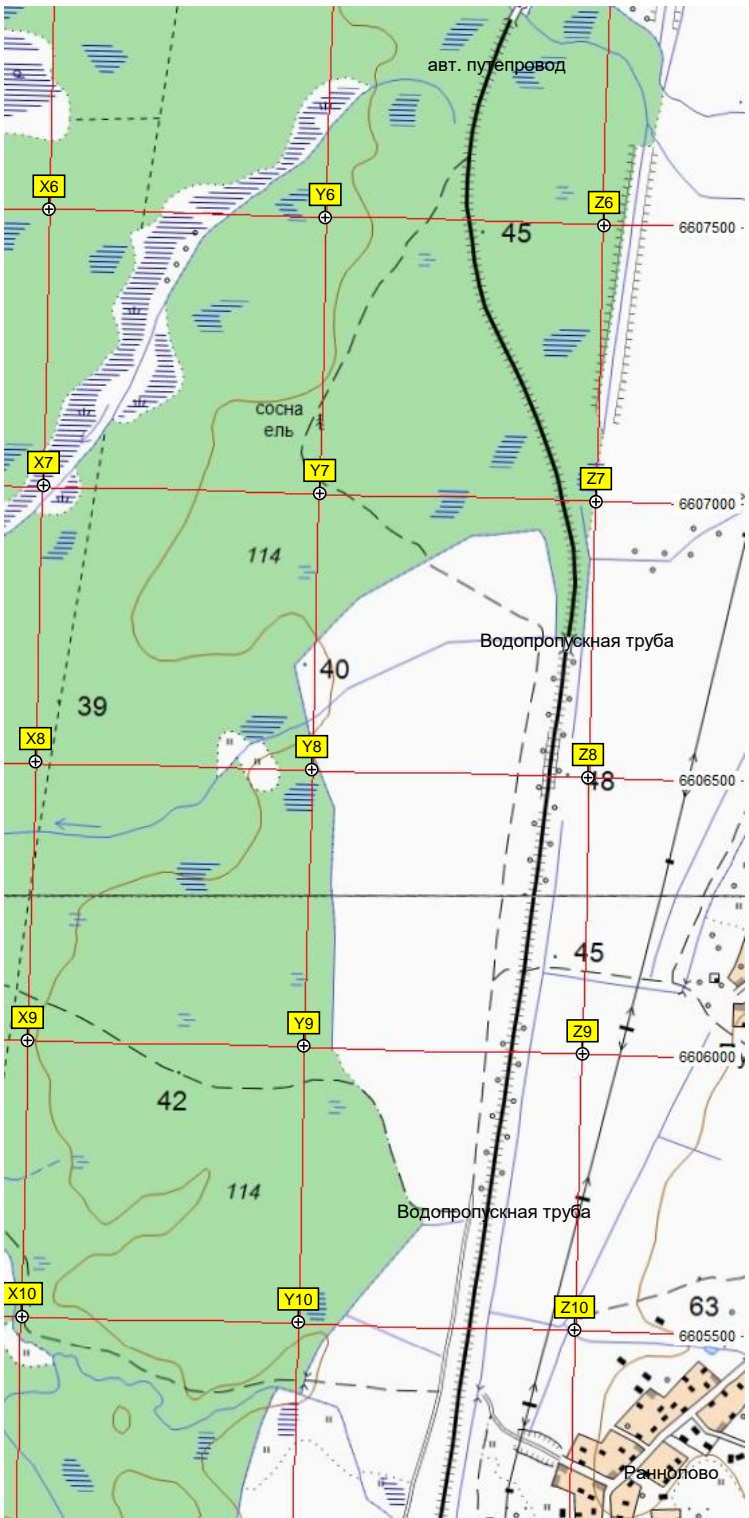 авт. путепровод
X6
Y6
Z6
45
6607500
сосна
ель
X7
Y7
Z7
6607000
114
Водопропускная труба
40
39
X8
Y8
Z8
48
6606500
45
X9
Y9
Z9
6606000
42
114
Водопропускная труба
X10
Y10
Z10
63
6605500
Раннолово